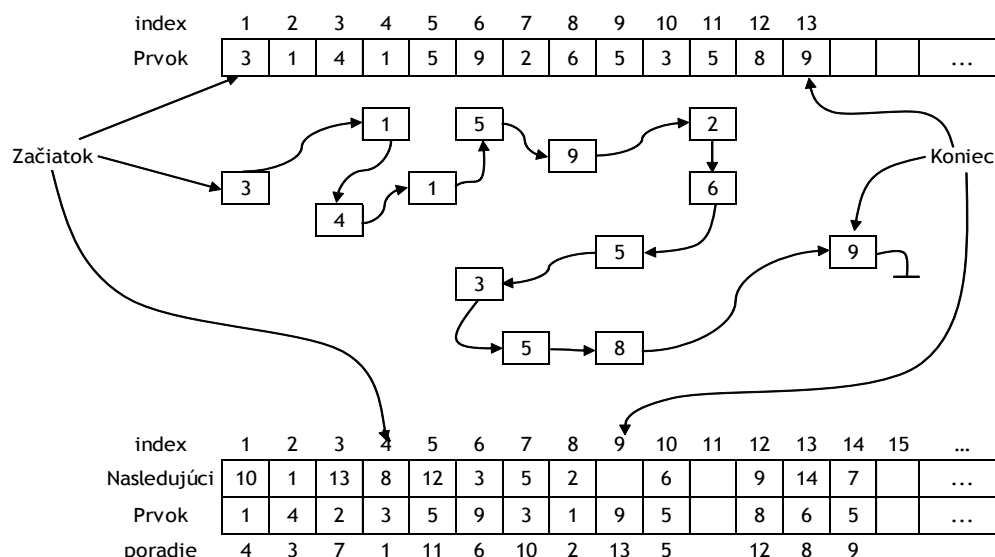 index 1 2 3 4 5 6 7 8 9 10 11 12 13
Prvok 3 1 4 1 5 9 2 6 5 3 5 8 9 ...
1 5 2
9
Začiatok Koniec
3 1 6
4
5 9
3
5 8
index 1 2 3 4 5 6 7 8 9 10 11 12 13 14 15 ...
Nasledujúci 10 1 13 8 12 3 5 2 6 9 14 7 ...
Prvok 1 4 2 3 5 9 3 1 9 5 8 6 5 ...
poradie 4 3 7 1 11 6 10 2 13 5 12 8 9